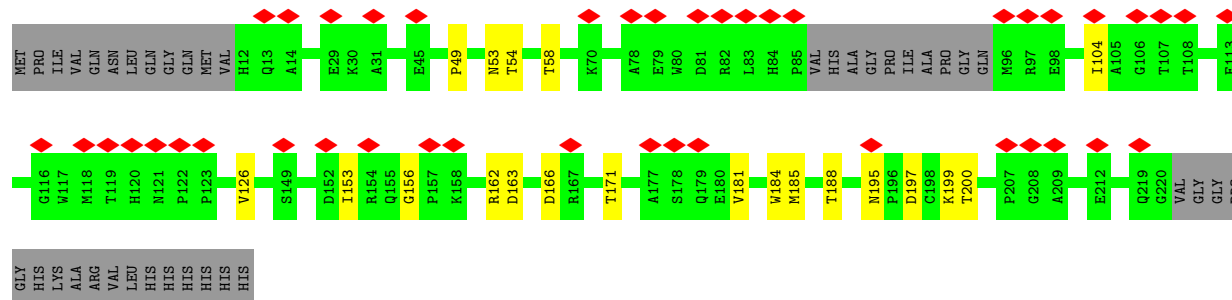 MET PRO ILE VAL GLN ASN LEU GLN GLY GLN MET VAL H12 Q13 A14 E29 K30 A31 E45 P49 N53 T54 T58 K70 A78 E79 W80 D81 R82 L83 H84 P85 VAL HIS ALA GLY PRO ILE ALA PRO GLY GLN M96 R97 E98 I104 A105 G106 T107 T108
G116 W117 M118 T119 H120 N121 P122 P123 V126 S149 D152 I153 R154 Q155 G156 P157 K158 R162 D163 D166 R167 T171 A177 S178 Q179 E180 V181 W184 M185 T188 N195 P196 D197 C198 K199 T200 P207 G208 A209 E212 Q219 G220 VAL GLY GLY
GLY HIS LYS ALA ARG VAL LEU HIS HIS HIS HIS HIS HIS